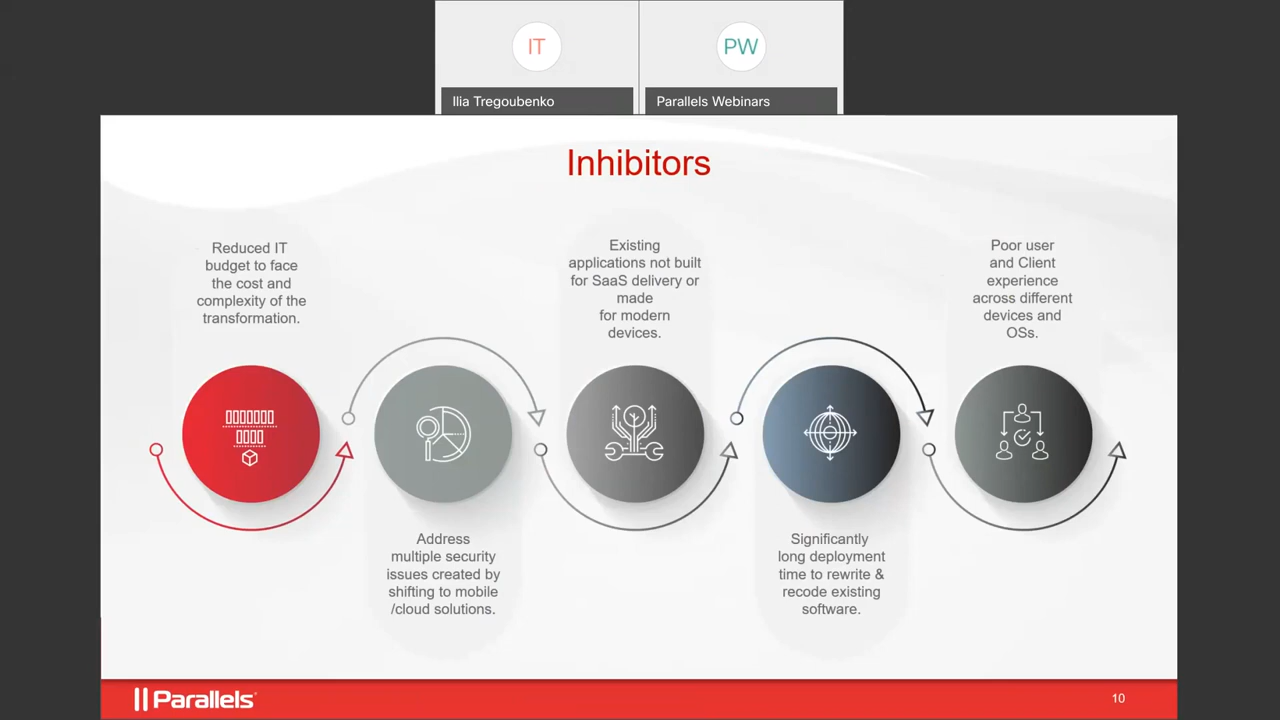 IT
PW
Ilia Tregoubenko
Parallels Webinars
Inhibitors
Reduced IT
budget to face
the cost and
complexity of the
transformation.
Address
multiple security
issues created by
shifting to mobile
/cloud solutions.
Existing
applications not built
for SaaS delivery or
made
for modern
devices.
Significantly
long deployment
time to rewrite &
recode existing
software.
Poor user
and Client
experience
across different
devices and
OSs.
Parallels®
10